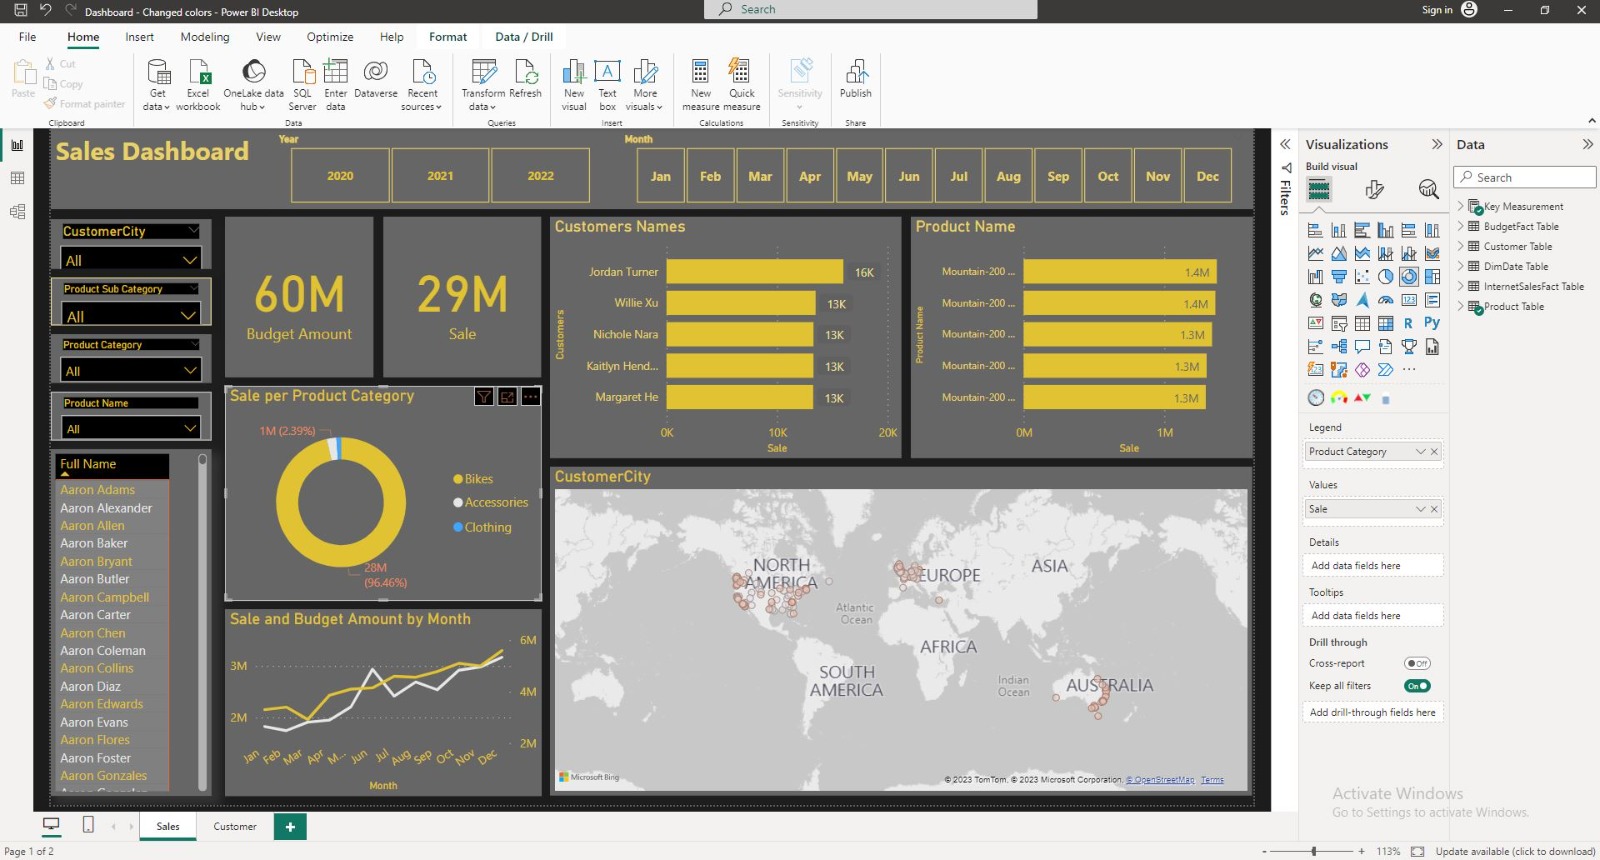 Dashboard - Changed colors - Power BI Desktop
Search
Sign in
File Home Insert Modeling View Optimize Help Format Data / Drill
Paste
Cut
Copy
Format painter
Clipboard
Get data
Excel workbook
OneLake data hub
SQL Server
Enter data
Dataverse
Recent sources
Data
Transform data
Refresh
Queries
New visual
Text box
More visuals
Insert
New measure
Quick measure
Calculations
Sensitivity
Sensitivity
Publish
Share
Sales Dashboard
Year
2020 2021 2022
Month
Jan Feb Mar Apr May Jun Jul Aug Sep Oct Nov Dec
CustomerCity
All
Product Sub Category
All
Product Category
All
Product Name
All
Full Name
Aaron Adams
Aaron Alexander
Aaron Allen
Aaron Baker
Aaron Bryant
Aaron Butler
Aaron Campbell
Aaron Carter
Aaron Chen
Aaron Coleman
Aaron Collins
Aaron Diaz
Aaron Edwards
Aaron Evans
Aaron Flores
Aaron Foster
Aaron Gonzales
60M
Budget Amount
29M
Sale
Sale per Product Category
1M (2.39%)
Bikes
Accessories
Clothing
28M
(96.46%)
Sale and Budget Amount by Month
6M
3M
4M
2M
2M
Jan Feb Mar Apr M... Jun Jul Aug Sep Oct Nov Dec
Month
Customers Names
Customers
Jordan Turner 16K
Willie Xu 13K
Nichole Nara 13K
Kaitlyn Hend... 13K
Margaret He 13K
0K 10K 20K
Sale
Product Name
Product Name
Mountain-200 ... 1.4M
Mountain-200 ... 1.4M
Mountain-200 ... 1.3M
Mountain-200 ... 1.3M
Mountain-200 ... 1.3M
0M 1M
Sale
CustomerCity
NORTH
AMERICA
EUROPE
ASIA
Atlantic
Ocean
AFRICA
SOUTH
AMERICA
Indian
Ocean
AUSTRALIA
Microsoft Bing
© 2023 TomTom, © 2023 Microsoft Corporation, © OpenStreetMap Terms
Filters
Visualizations
Build visual
R Py
123
Legend
Product Category
Values
Sale
Details
Add data fields here
Tooltips
Add data fields here
Drill through
Cross-report
Off
Keep all filters
On
Add drill-through fields here
Data
Search
Key Measurement
BudgetFact Table
Customer Table
DimDate Table
InternetSalesFact Table
Product Table
Activate Windows
Go to Settings to activate Windows.
Sales
Customer
Page 1 of 2
113%
Update available (click to download)